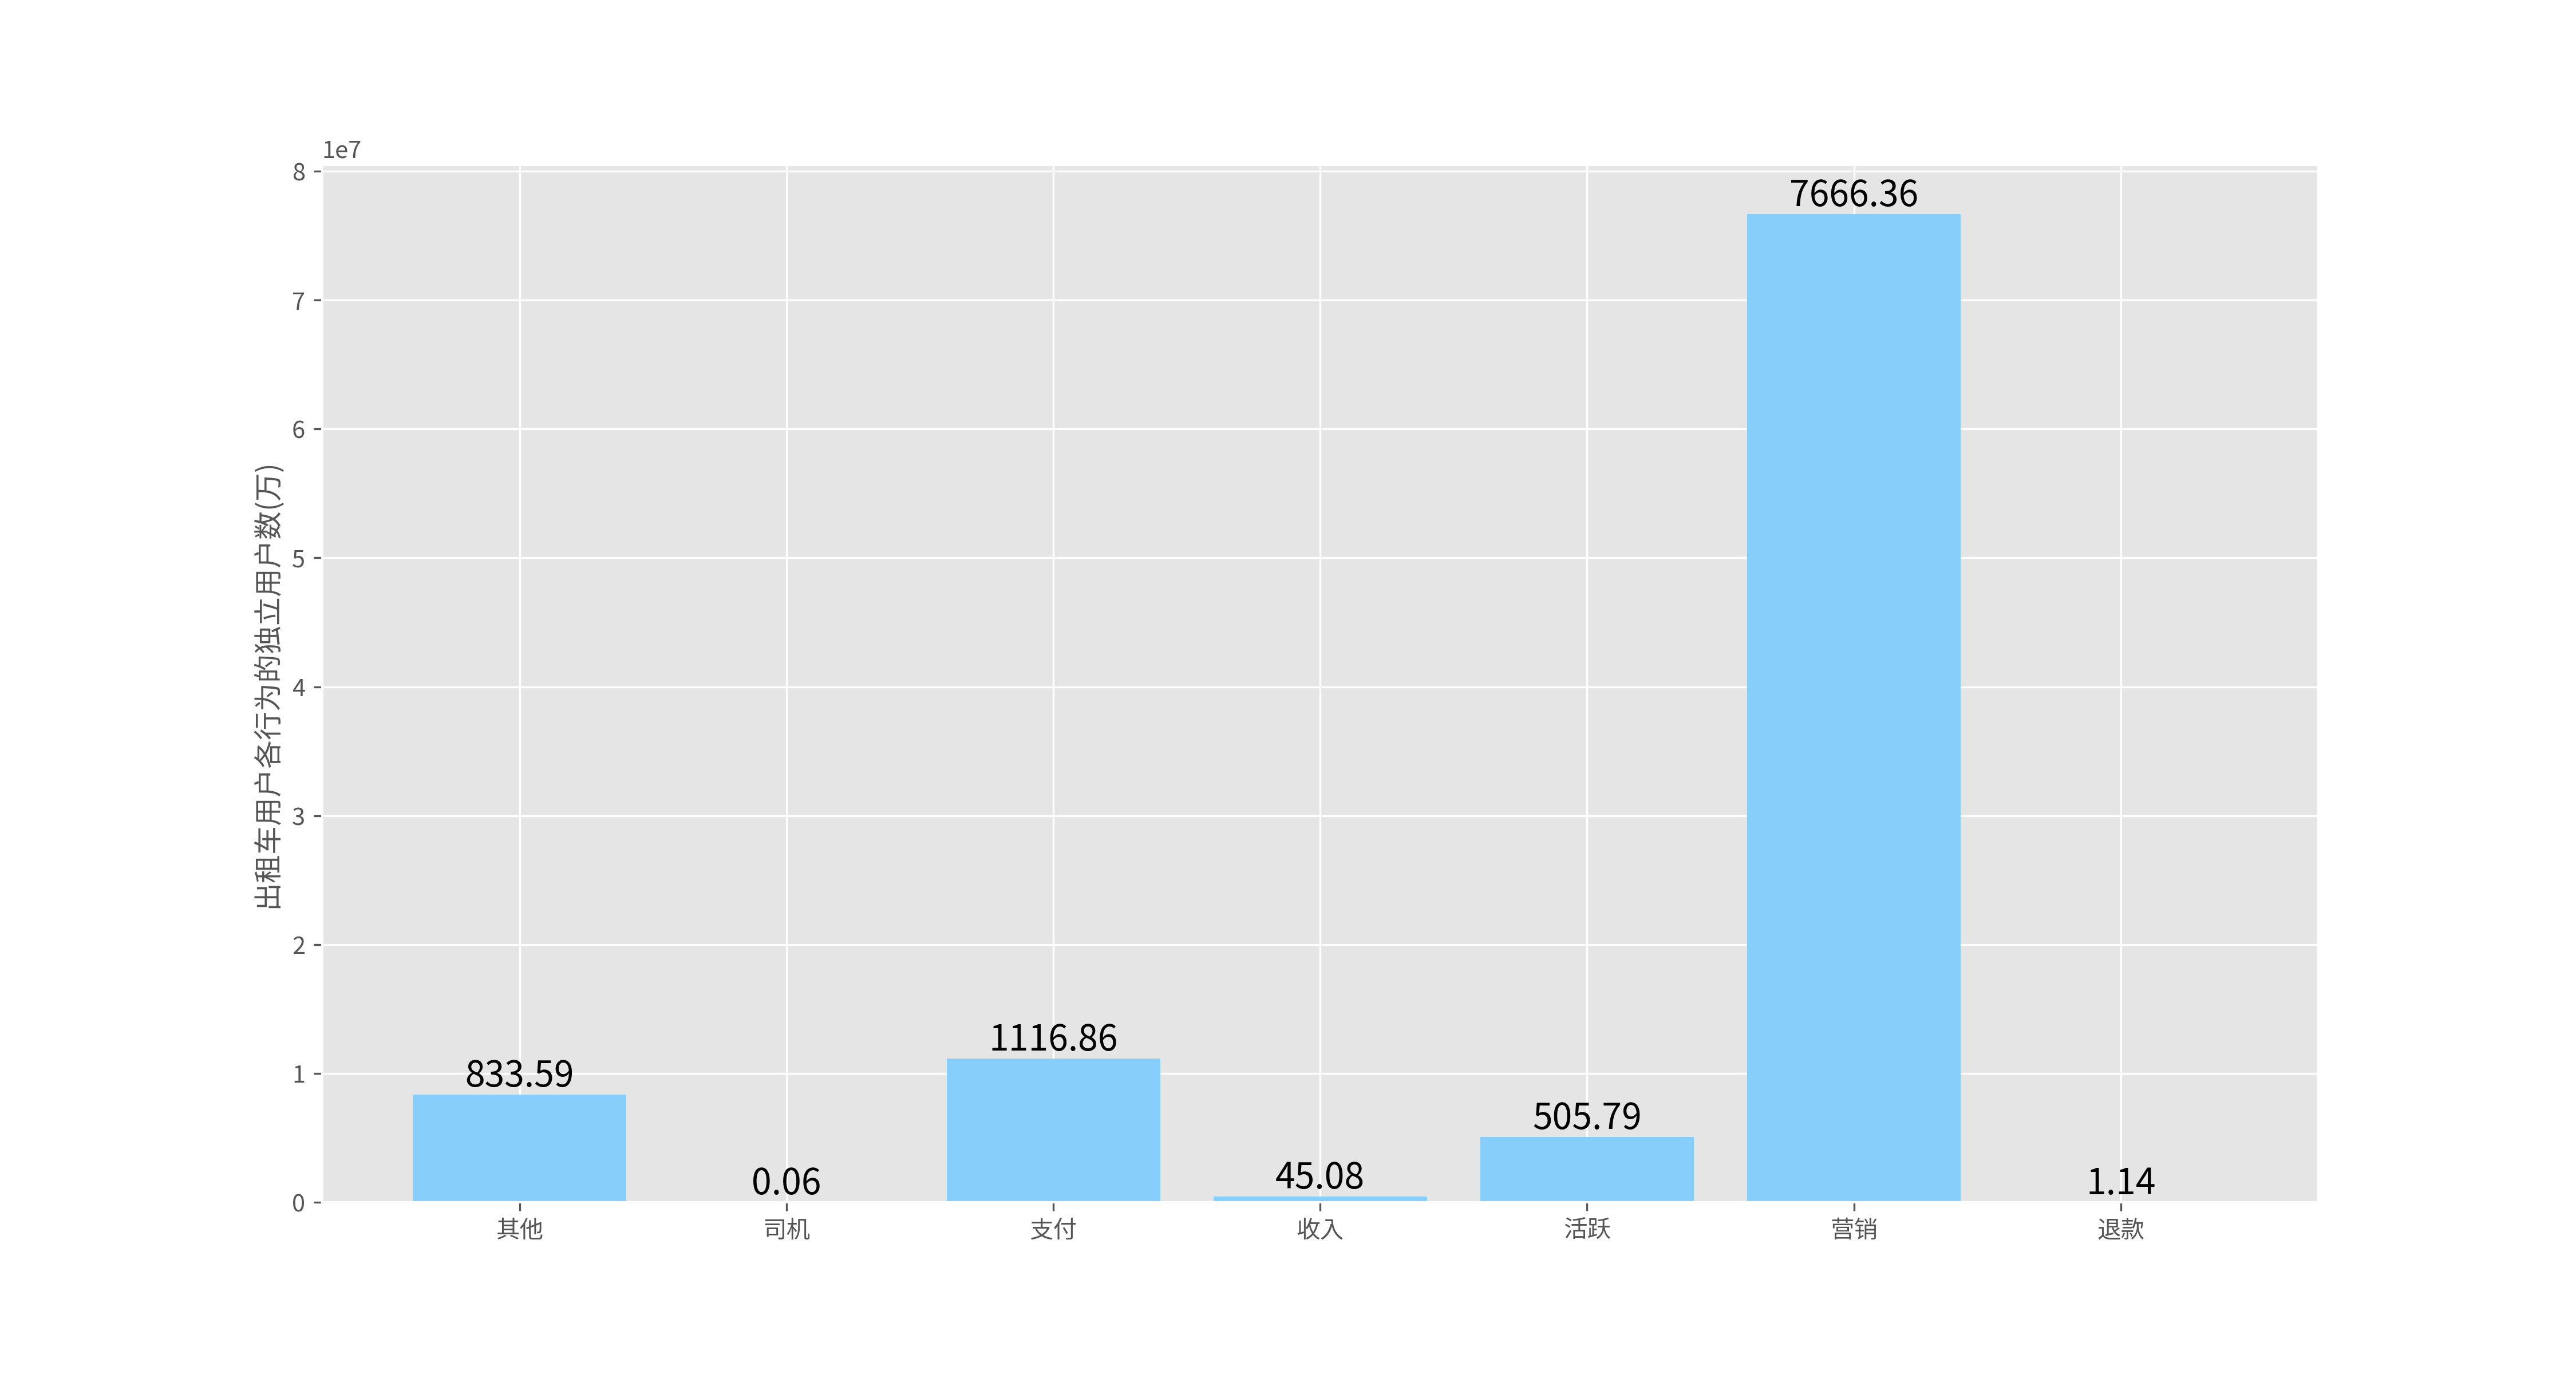 1e7
8
7
6
5
4
3
2
1
0
出租车用户各行为的独立用户数(万)
833.59
0.06
1116.86
45.08
505.79
7666.36
1.14
其他
司机
支付
收入
活跃
营销
退款